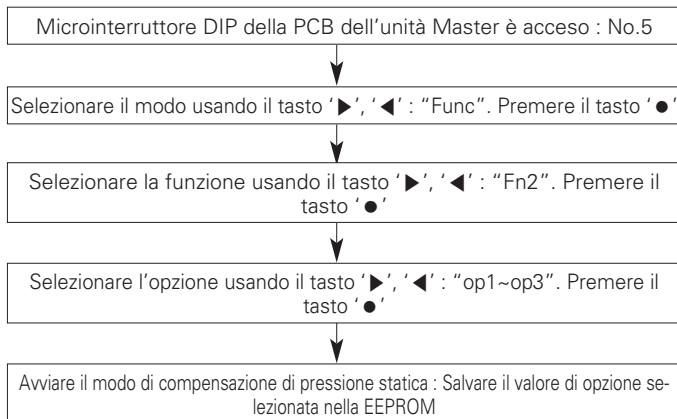 Microinterruttore DIP della PCB dell'unità Master è acceso : No.5
Selezionare il modo usando il tasto ‘▶’, ‘◀’ : “Func”. Premere il tasto ‘●’
Selezionare la funzione usando il tasto ‘▶’, ‘◀’ : “Fn2”. Premere il
tasto ‘●’
Selezionare l'opzione usando il tasto ‘▶’, ‘◀’ : “op1~op3”. Premere il
tasto ‘●’
Avviare il modo di compensazione di pressione statica : Salvare il valore di opzione se-
lezionata nella EEPROM